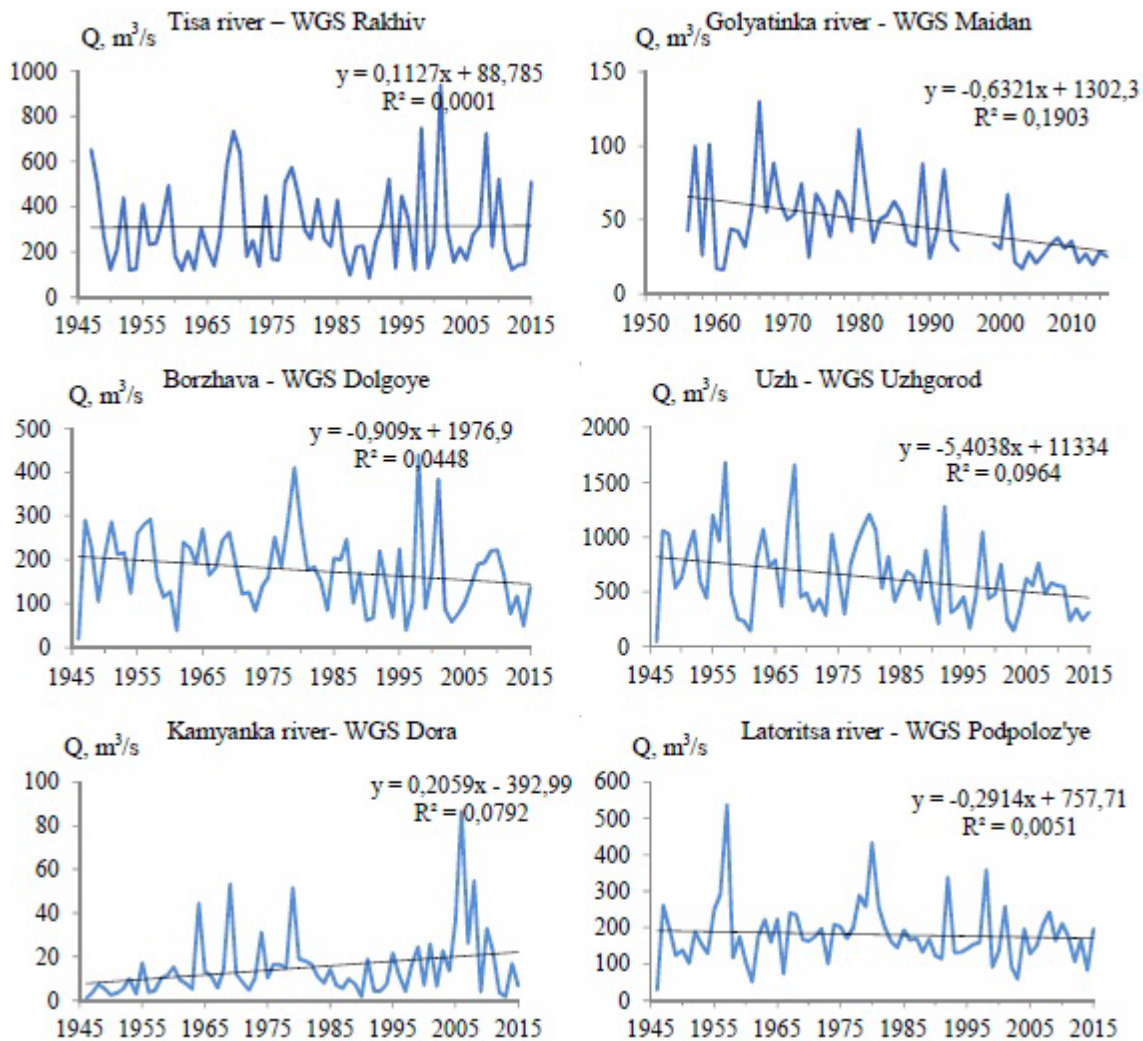 Tisa river – WGS Rakhiv
Q, m³/s
y = 0,1127x + 88,785
R² = 0,0001
1000
800
600
400
200
0
1945 1955 1965 1975 1985 1995 2005 2015
Golyatinka river - WGS Maidan
Q, m³/s
y = -0,6321x + 1302,3
R² = 0,1903
150
100
50
0
1950 1960 1970 1980 1990 2000 2010
Borzhava - WGS Dolgoye
Q, m³/s
y = -0,909x + 1976,9
R² = 0,0448
500
400
300
200
100
0
1945 1955 1965 1975 1985 1995 2005 2015
Uzh - WGS Uzhgorod
Q, m³/s
y = -5,4038x + 11334
R² = 0,0964
2000
1500
1000
500
0
1945 1955 1965 1975 1985 1995 2005 2015
Kamyanka river- WGS Dora
Q, m³/s
y = 0,2059x - 392,99
R² = 0,0792
100
80
60
40
20
0
1945 1955 1965 1975 1985 1995 2005 2015
Latoritsa river - WGS Podpoloz'ye
Q, m³/s
y = -0,2914x + 757,71
R² = 0,0051
600
500
400
300
200
100
0
1945 1955 1965 1975 1985 1995 2005 2015